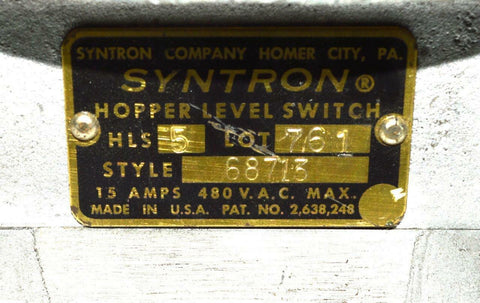 SYNTRON COMPANY HOMER CITY, PA.
SYNTRON®
HOPPER LEVEL SWITCH
HLS 5 LOT 761
STYLE 68713
15 AMPS 480 V.A.C. MAX.
MADE IN U.S.A. PAT. NO. 2,638,248